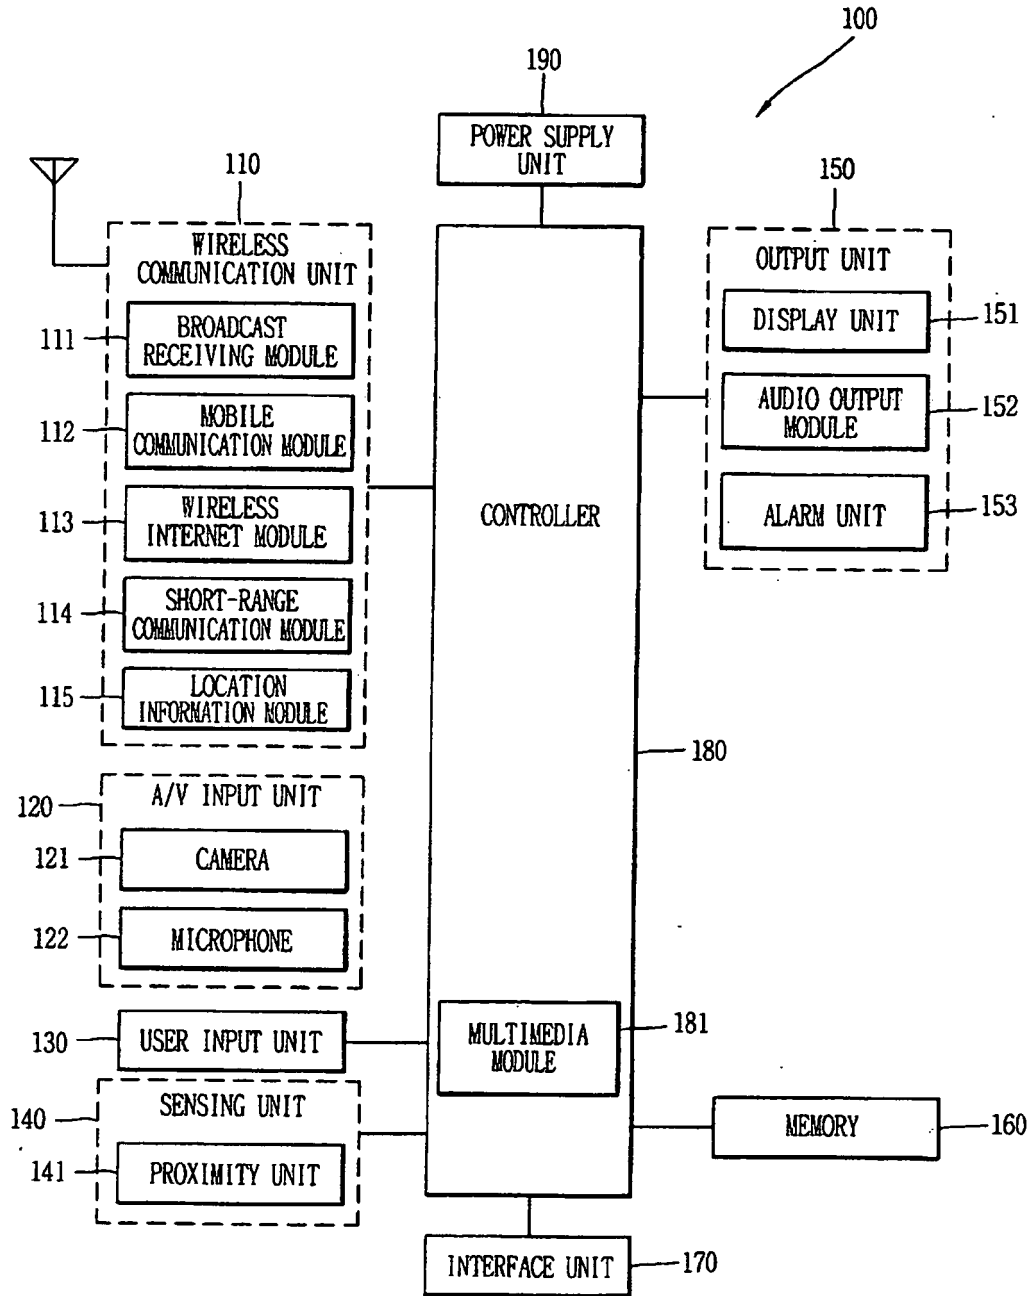 100
190
POWER SUPPLY
UNIT
110
WIRELESS
COMMUNICATION UNIT
111
BROADCAST
RECEIVING MODULE
112
MOBILE
COMMUNICATION MODULE
113
WIRELESS
INTERNET MODULE
114
SHORT-RANGE
COMMUNICATION MODULE
115
LOCATION
INFORMATION MODULE
120
A/V INPUT UNIT
121
CAMERA
122
MICROPHONE
130
USER INPUT UNIT
140
SENSING UNIT
141
PROXIMITY UNIT
CONTROLLER
180
MULTIMEDIA
MODULE
181
150
OUTPUT UNIT
DISPLAY UNIT
151
AUDIO OUTPUT
MODULE
152
ALARM UNIT
153
MEMORY
160
INTERFACE UNIT
170